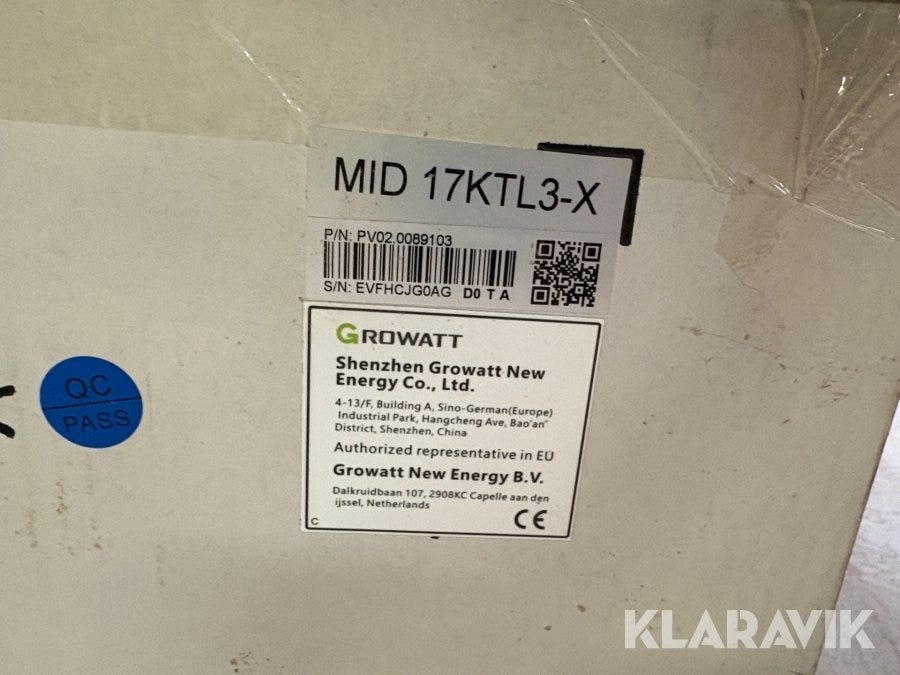 MID 17KTL3-X
P/N: PV02.0089103
S/N: EVFHCJG0AG D0 T A
GROWATT
Shenzhen Growatt New
Energy Co., Ltd.
4-13/F, Building A, Sino-German(Europe)
Industrial Park, Hangcheng Ave, Bao'an"
District, Shenzhen, China
Authorized representative in EU
Growatt New Energy B.V.
Dalkruidbaan 107, 2908KC Capelle aan den
ijssel, Netherlands
C
CE
QC
PASS
KLARAVIK